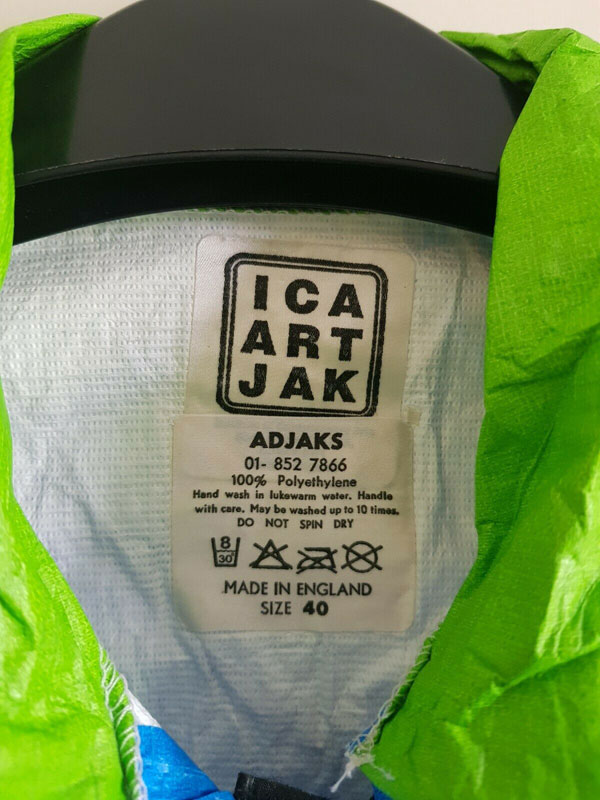 ICA
ART
JAK
ADJAKS
01- 852 7866
100% Polyethylene
Hand wash in lukewarm water. Handle
with care. May be washed up to 10 times.
DO NOT SPIN DRY
8
30°
MADE IN ENGLAND
SIZE 40